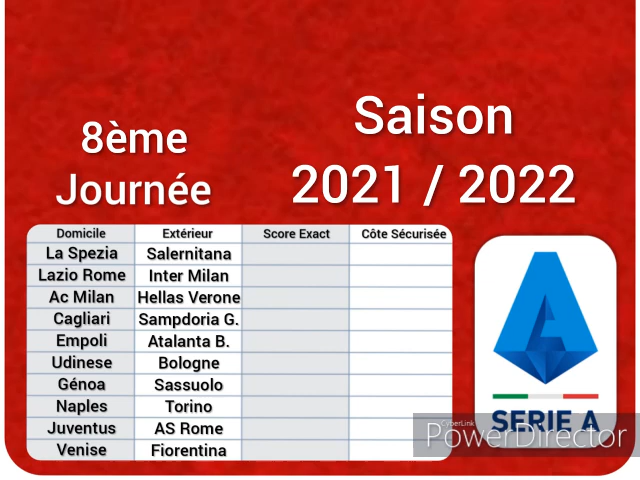 8ème
Journée
Saison
2021 / 2022
Domicile Extérieur Score Exact Côte Sécurisée
La Spezia Salernitana
Lazio Rome Inter Milan
Ac Milan Hellas Verone
Cagliari Sampdoria G.
Empoli Atalanta B.
Udinese Bologne
Génoa Sassuolo
Naples Torino
Juventus AS Rome
Venise Fiorentina
SERIE A
CyberLink
PowerDirector